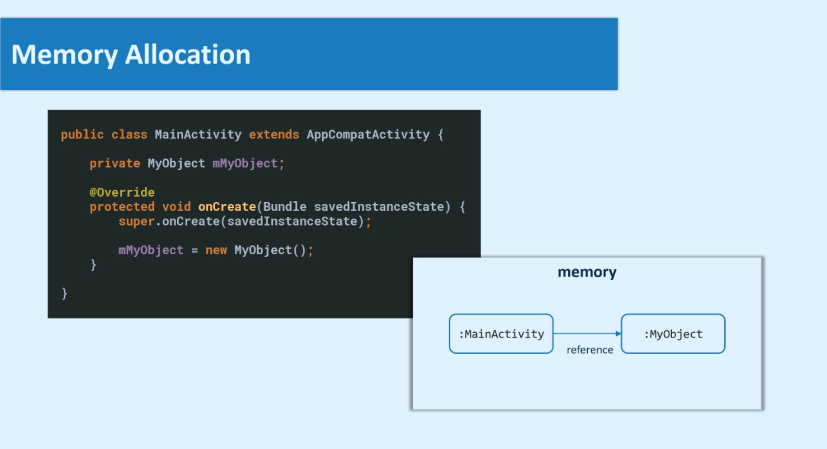 Memory Allocation
public class MainActivity extends AppCompatActivity {
private MyObject mMyObject;
@Override
protected void onCreate(Bundle savedInstanceState) {
super.onCreate(savedInstanceState);
mMyObject = new MyObject();
}
}
memory
:MainActivity
reference
:MyObject